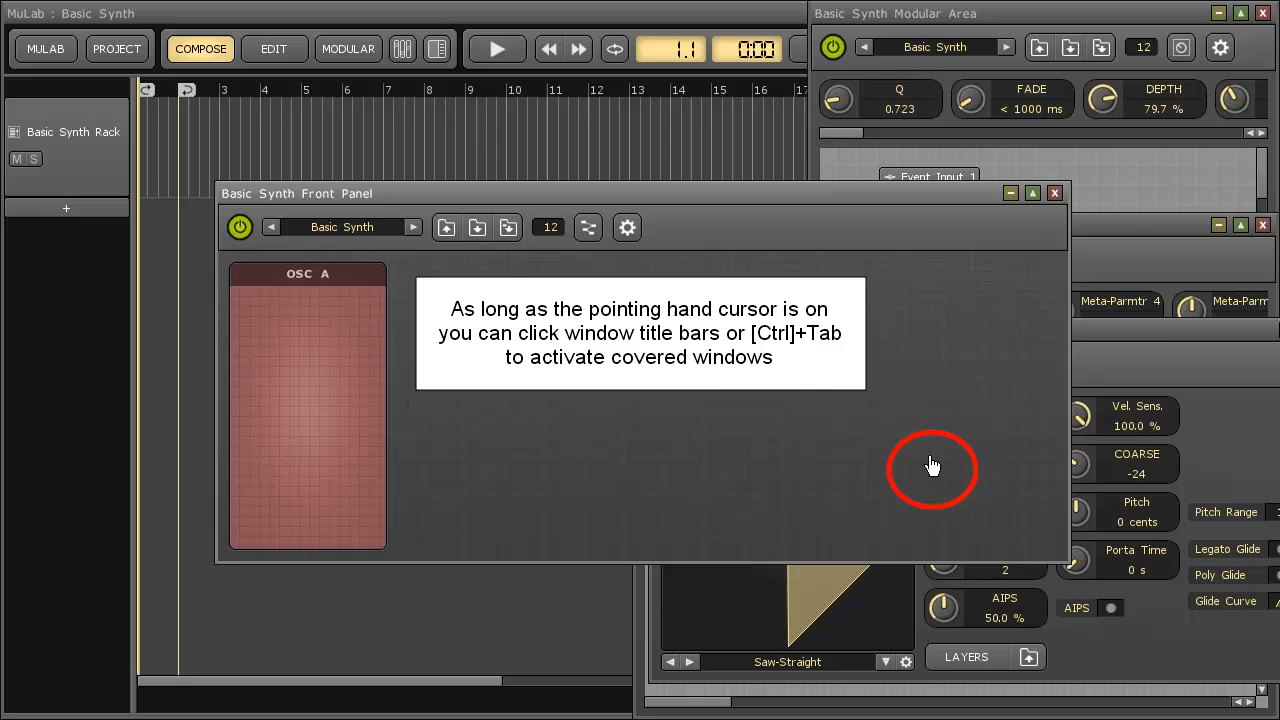 MuLab : Basic Synth
Basic Synth Modular Area
MULAB
PROJECT
COMPOSE
EDIT
MODULAR
1.1
0:00
Basic Synth
12
Q
0.723
FADE
< 1000 ms
DEPTH
79.7 %
3 4 5 6 7 8 9 10 11 12 13 14 15 16 17
Basic Synth Rack
M S
+
Event Input 1
Basic Synth Front Panel
Basic Synth
12
OSC A
As long as the pointing hand cursor is on
you can click window title bars or [Ctrl]+Tab
to activate covered windows
Meta-Parmtr 4
Meta-Parm
Vel. Sens.
100.0 %
COARSE
-24
Pitch
0 cents
Pitch Range
Porta Time
0 s
Legato Glide
Poly Glide
Glide Curve
2
AIPS
50.0 %
AIPS
Saw-Straight
LAYERS